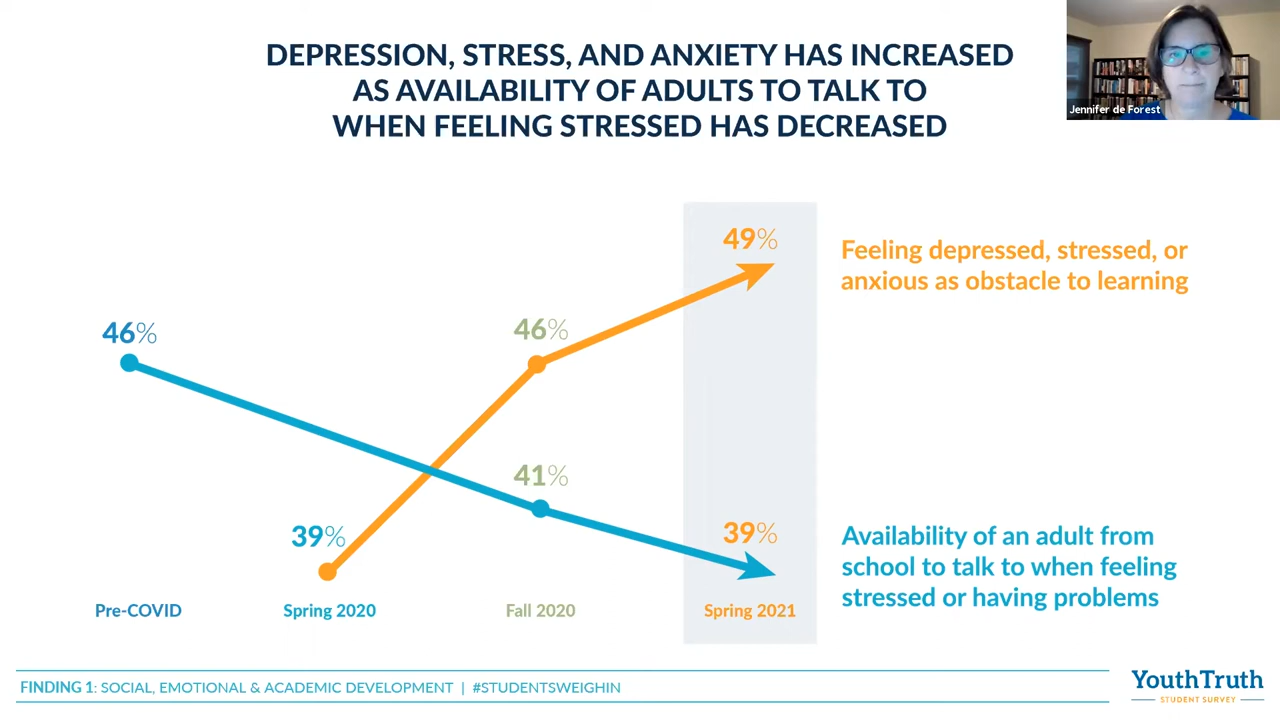 DEPRESSION, STRESS, AND ANXIETY HAS INCREASED
AS AVAILABILITY OF ADULTS TO TALK TO
WHEN FEELING STRESSED HAS DECREASED
Jennifer de Forest
49%
Feeling depressed, stressed, or
anxious as obstacle to learning
46%
46%
41%
39%
39%
Availability of an adult from
school to talk to when feeling
stressed or having problems
Pre-COVID
Spring 2020
Fall 2020
Spring 2021
FINDING 1: SOCIAL, EMOTIONAL & ACADEMIC DEVELOPMENT | #STUDENTSWEIGHIN
YouthTruth
STUDENT SURVEY